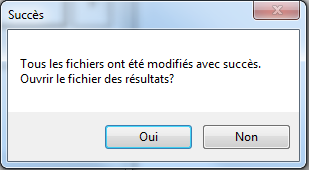 Succès
Tous les fichiers ont été modifiés avec succès.
Ouvrir le fichier des résultats?
Oui
Non